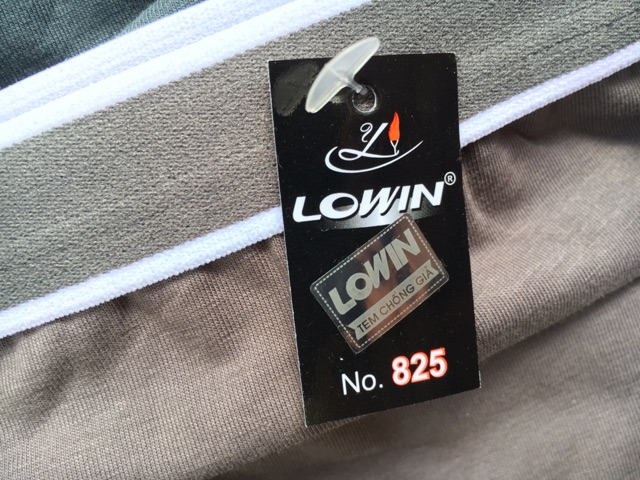 LOWIN®
LOWIN
TEM CHỐNG GIẢ
No. 825